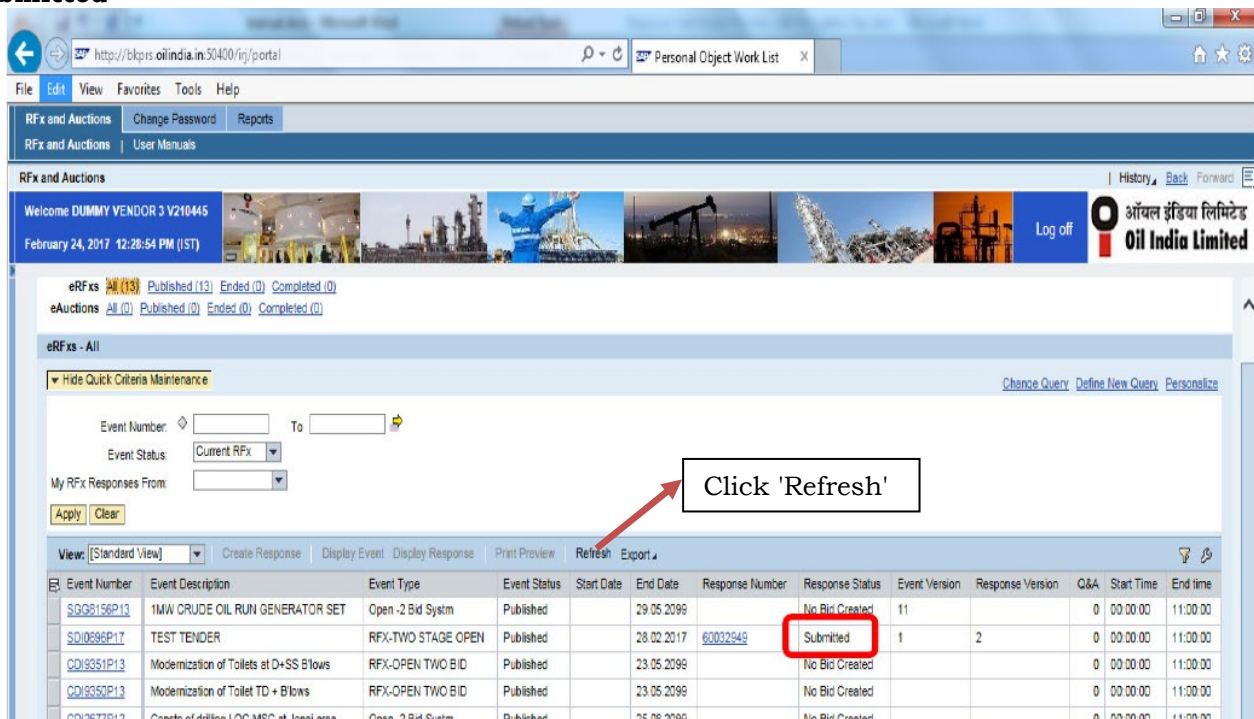 http://bkprs.oilindia.in:50400/irj/portal
Personal Object Work List
File Edit View Favorites Tools Help
RFx and Auctions Change Password Reports
RFx and Auctions | User Manuals
RFx and Auctions | History Back Forward
Welcome DUMMY VENDOR 3 V210445
February 24, 2017 12:28:54 PM (IST)
Log off
ऑयल इंडिया लिमिटेड
Oil India Limited
eRFxs All (13) Published (13) Ended (0) Completed (0)
eAuctions All (0) Published (0) Ended (0) Completed (0)
eRFxs - All
Hide Quick Criteria Maintenance Change Query Define New Query Personalize
Event Number: To
Event Status: Current RFx
My RFx Responses From:
Click 'Refresh'
Apply Clear
View: [Standard View] Create Response Display Event Display Response Print Preview Refresh Export
Event Number Event Description Event Type Event Status Start Date End Date Response Number Response Status Event Version Response Version Q&A Start Time End time
SGG8156P13 1MW CRUDE OIL RUN GENERATOR SET Open -2 Bid Systm Published 29.05.2099 No Bid Created 11 0 00:00:00 11:00:00
SDI0696P17 TEST TENDER RFX-TWO STAGE OPEN Published 28.02.2017 60032949 Submitted 1 2 0 00:00:00 11:00:00
CDI9351P13 Modernization of Toilets at D+SS B'lows RFX-OPEN TWO BID Published 23.05.2099 No Bid Created 0 00:00:00 11:00:00
CDI9350P13 Modernization of Toilet TD + B'lows RFX-OPEN TWO BID Published 23.05.2099 No Bid Created 0 00:00:00 11:00:00